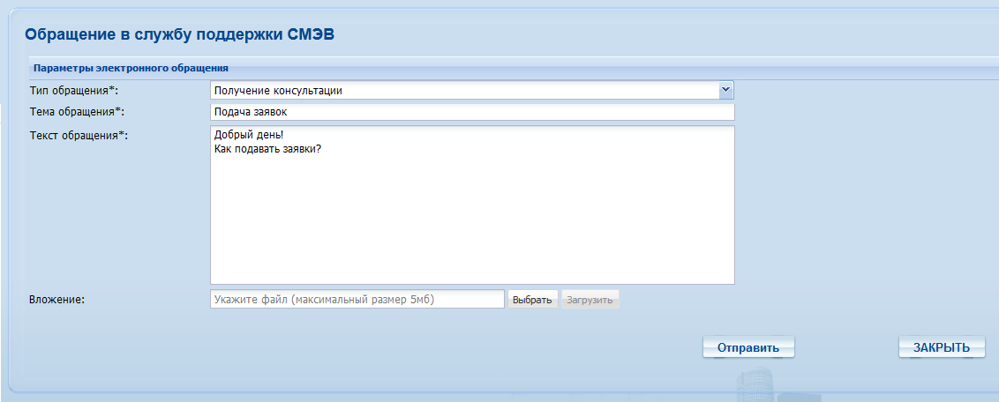 Обращение в службу поддержки СМЭВ
Параметры электронного обращения
Тип обращения*: Получение консультации
Тема обращения*: Подача заявок
Текст обращения*: Добрый день!
Как подавать заявки?
Вложение: Укажите файл (максимальный размер 5мб) Выбрать Загрузить
Отправить ЗАКРЫТЬ